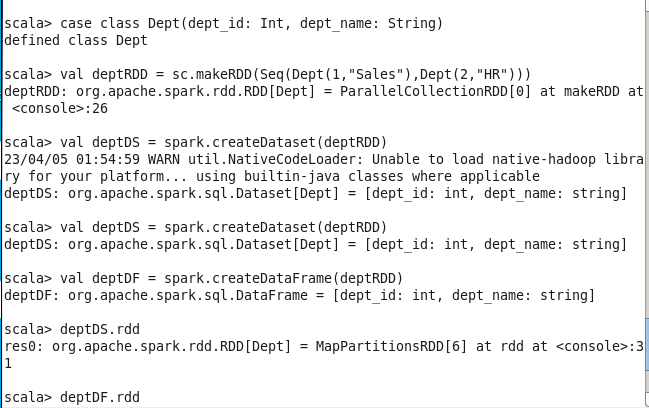 scala> case class Dept(dept_id: Int, dept_name: String)
defined class Dept
scala> val deptRDD = sc.makeRDD(Seq(Dept(1,"Sales"),Dept(2,"HR")))
deptRDD: org.apache.spark.rdd.RDD[Dept] = ParallelCollectionRDD[0] at makeRDD at
 <console>:26
scala> val deptDS = spark.createDataset(deptRDD)
23/04/05 01:54:59 WARN util.NativeCodeLoader: Unable to load native-hadoop libra
ry for your platform... using builtin-java classes where applicable
deptDS: org.apache.spark.sql.Dataset[Dept] = [dept_id: int, dept_name: string]
scala> val deptDS = spark.createDataset(deptRDD)
deptDS: org.apache.spark.sql.Dataset[Dept] = [dept_id: int, dept_name: string]
scala> val deptDF = spark.createDataFrame(deptRDD)
deptDF: org.apache.spark.sql.DataFrame = [dept_id: int, dept_name: string]
scala> deptDS.rdd
res0: org.apache.spark.rdd.RDD[Dept] = MapPartitionsRDD[6] at rdd at <console>:3
1
scala> deptDF.rdd